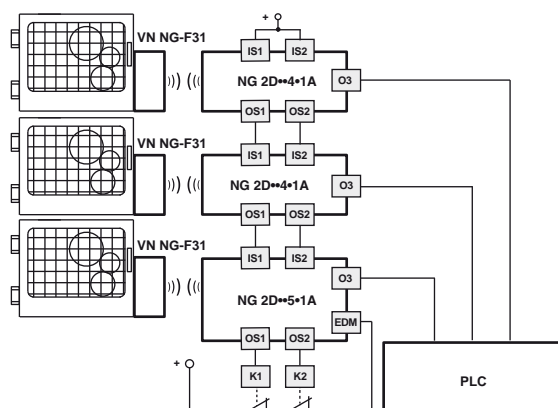 +
VN NG-F31
IS1 IS2
NG 2D••4•1A
O3
OS1 OS2
VN NG-F31
IS1 IS2
NG 2D••4•1A
O3
OS1 OS2
VN NG-F31
IS1 IS2
O3
NG 2D••5•1A
EDM
OS1 OS2
+
K1 K2
PLC